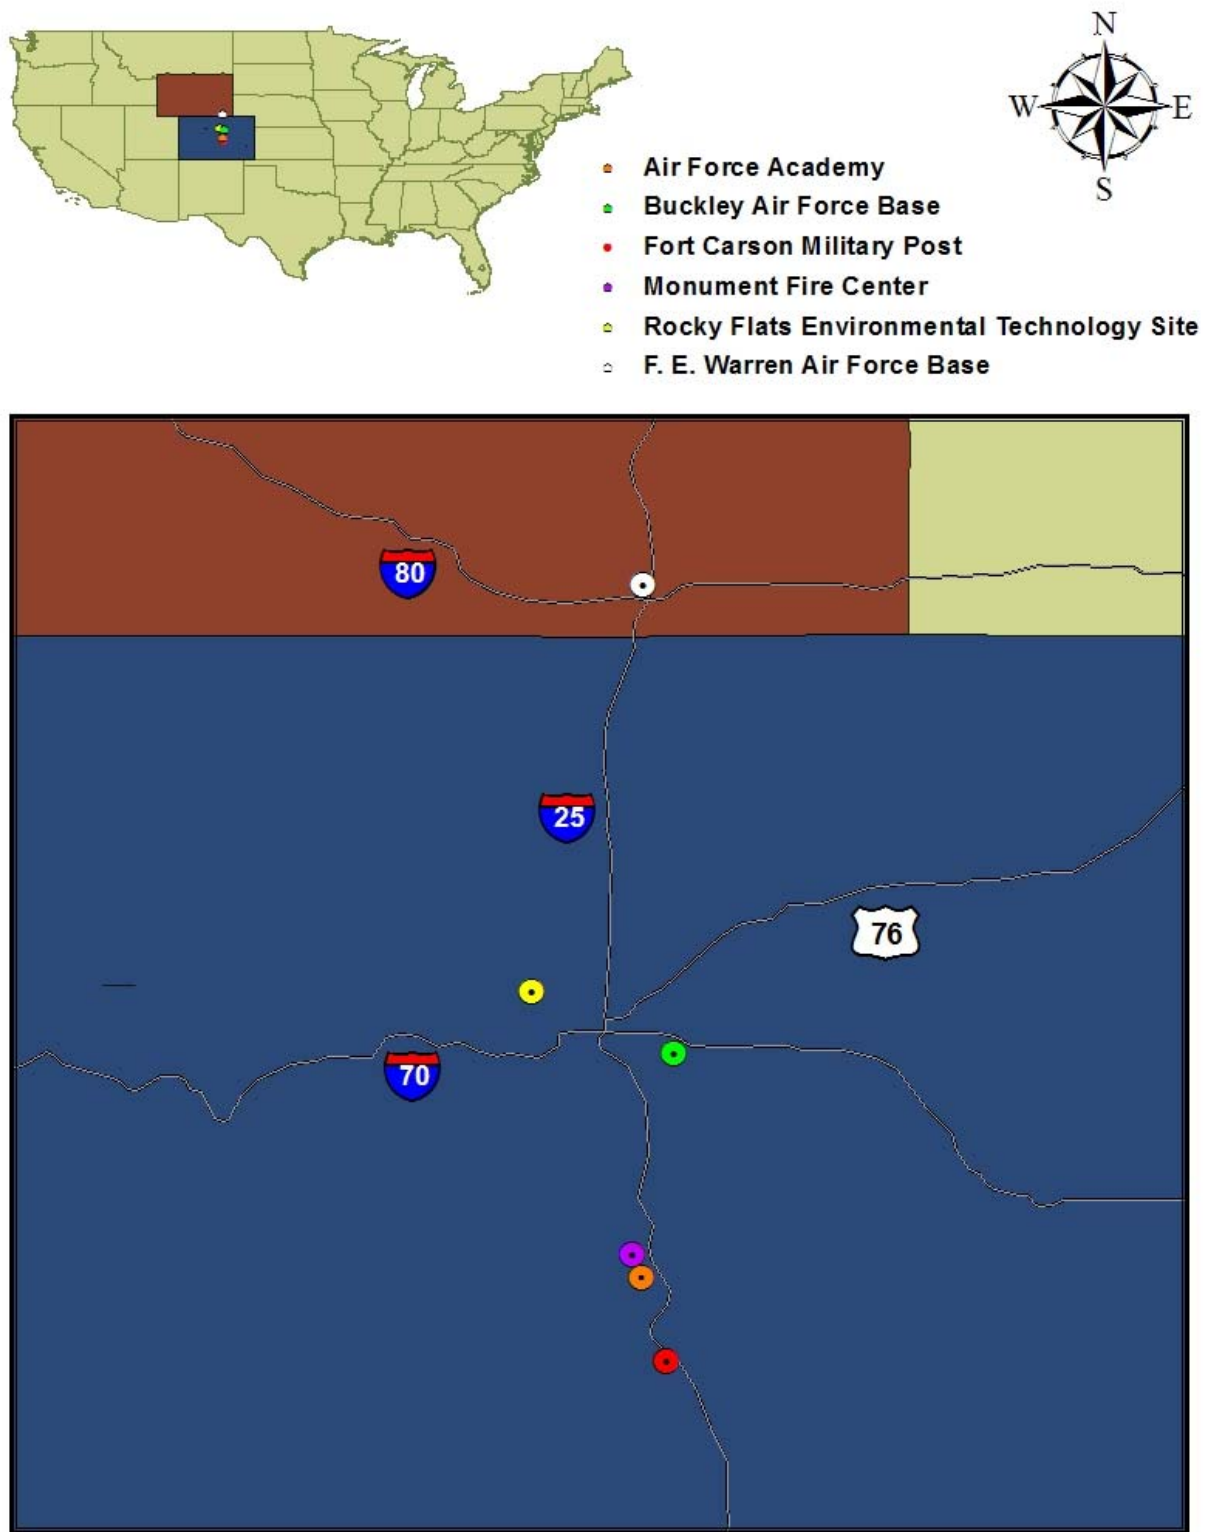 N
W E
S
Air Force Academy
Buckley Air Force Base
Fort Carson Military Post
Monument Fire Center
Rocky Flats Environmental Technology Site
F. E. Warren Air Force Base
80
25
76
70